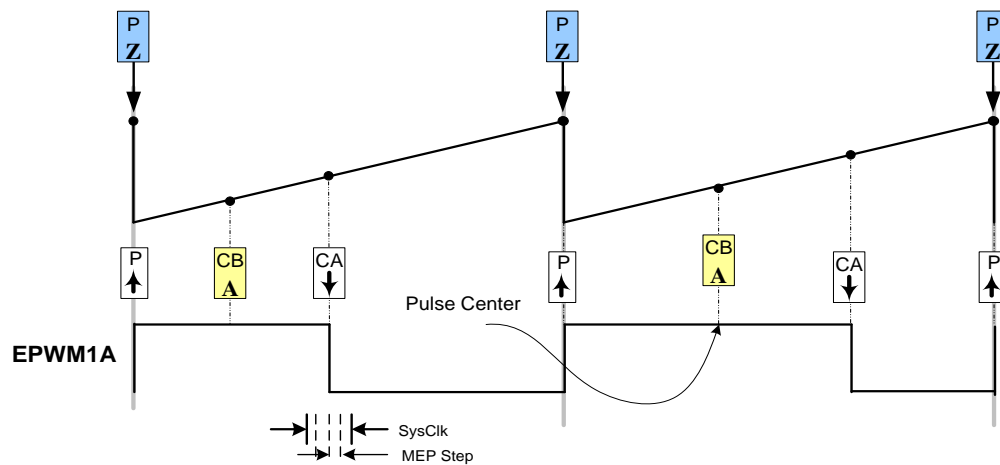 P P P
Z Z Z
P CB CA P CB CA P
A A
Pulse Center
EPWM1A
SysClk
MEP Step